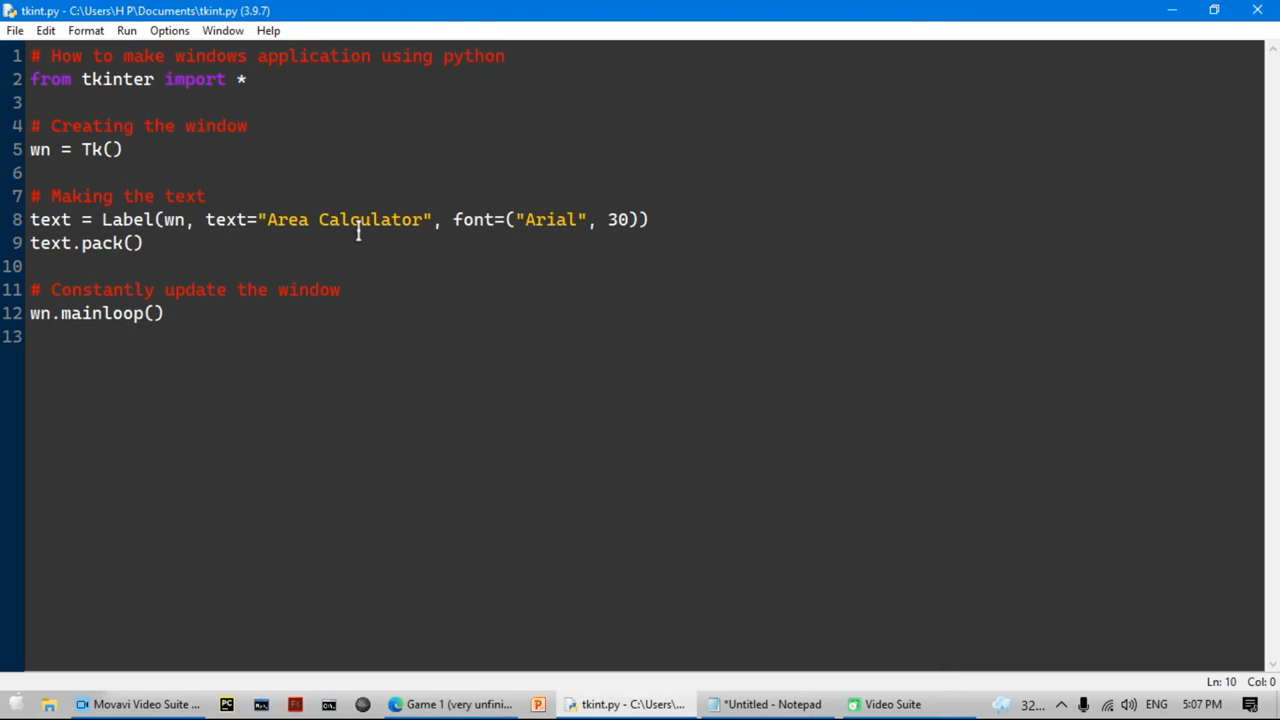 tkint.py - C:\Users\H P\Documents\tkint.py (3.9.7)
File Edit Format Run Options Window Help
1 # How to make windows application using python
2 from tkinter import *
3
4 # Creating the window
5 wn = Tk()
6
7 # Making the text
8 text = Label(wn, text="Area Calculator", font=("Arial", 30))
9 text.pack()
10
11 # Constantly update the window
12 wn.mainloop()
13
Ln: 10 Col: 0
Movavi Video Suite ... PC Fl Game 1 (very unfini... P tkint.py - C:\Users\... *Untitled - Notepad Video Suite 32... ENG 5:07 PM